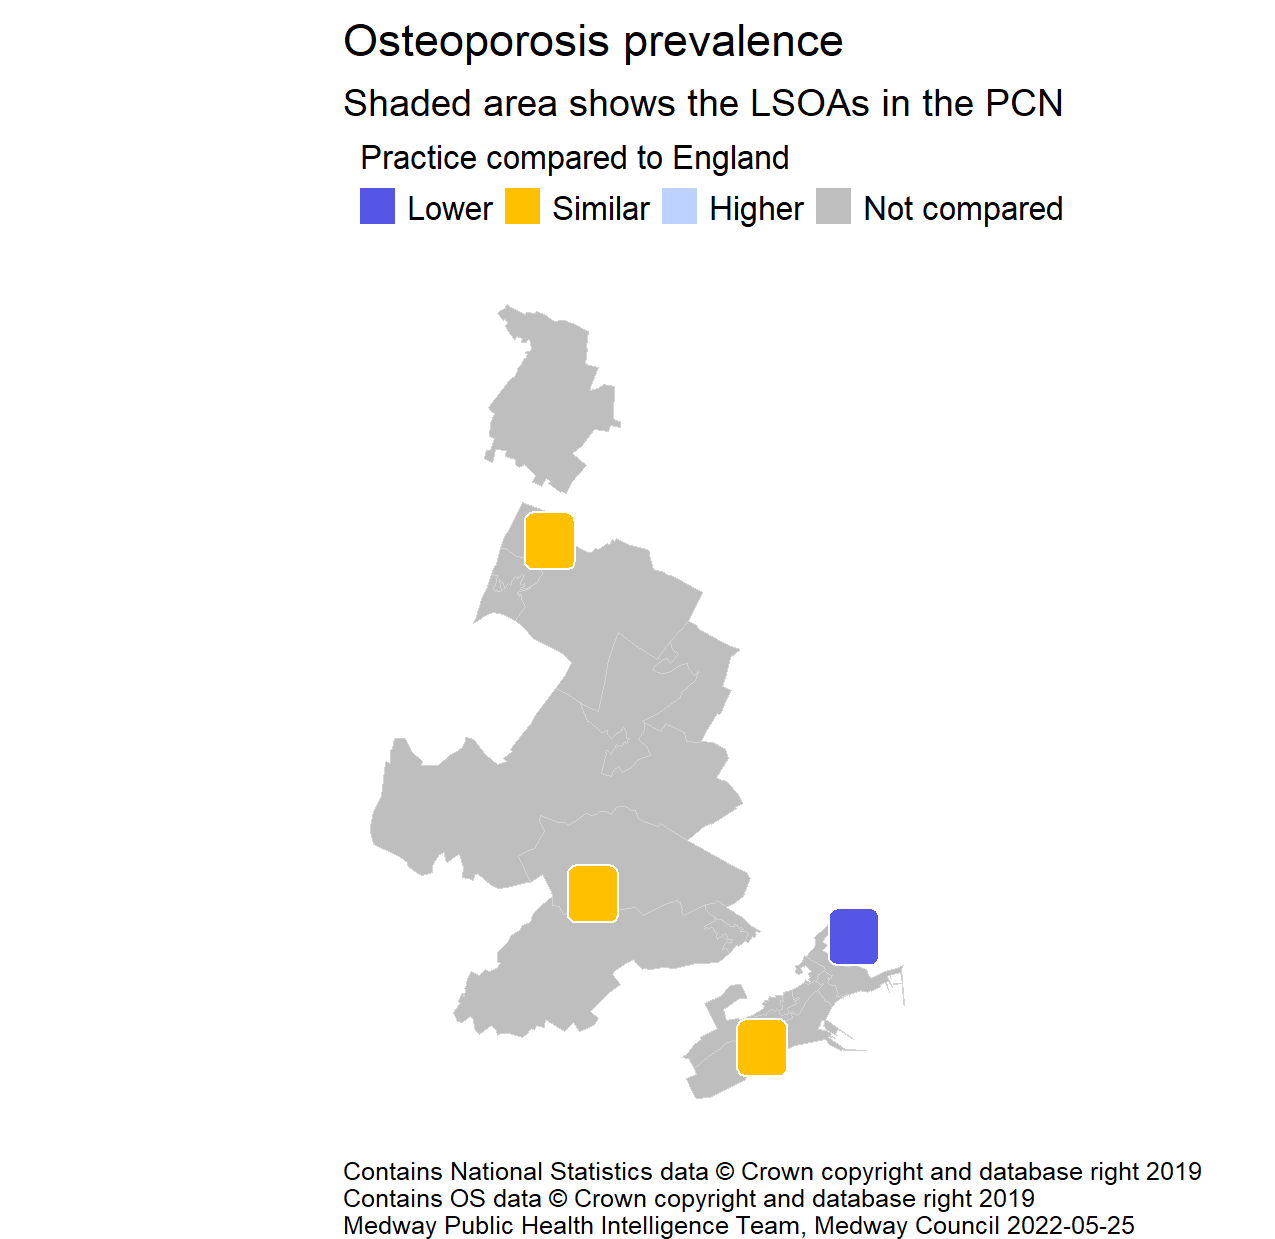 Osteoporosis prevalence
Shaded area shows the LSOAs in the PCN
Practice compared to England
Lower Similar Higher Not compared
Contains National Statistics data © Crown copyright and database right 2019
Contains OS data © Crown copyright and database right 2019
Medway Public Health Intelligence Team, Medway Council 2022-05-25